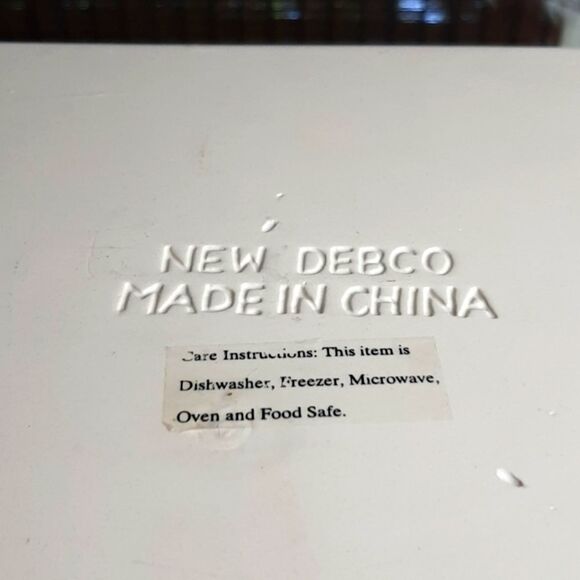 NEW DEBCO
MADE IN CHINA
Care Instructions: This item is
Dishwasher, Freezer, Microwave,
Oven and Food Safe.